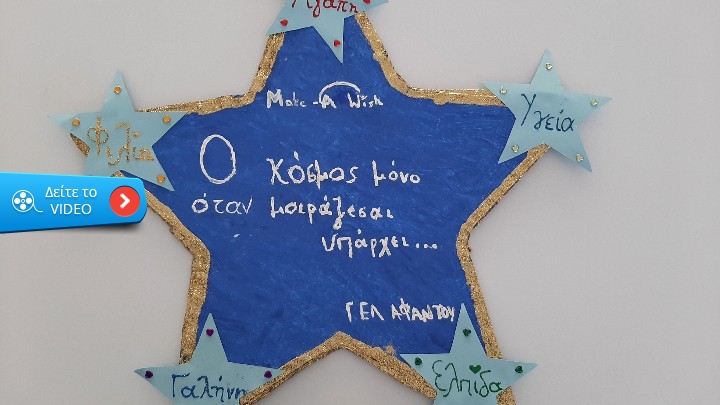 Αγάπη
Make-A Wish
Υγεία
Φιλία
Ο κόσμος μόνο
όταν μοιράζεσαι
υπάρχει...
Δείτε το
VIDEO
ΓΕΛ ΑΦΑΝΤΟΥ
Γαλήνη
Ελπίδα